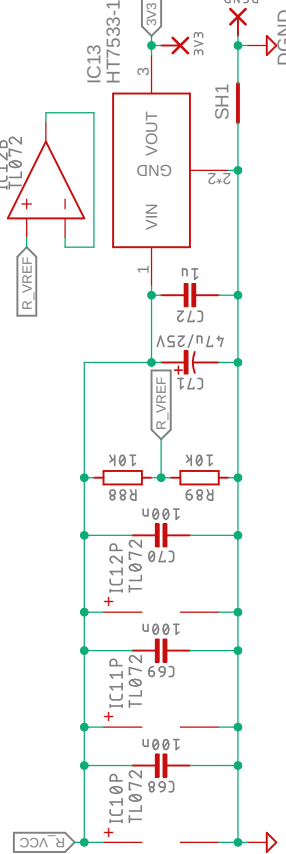 3V3
3V3
DGND
IC13
HT7533-1
3
VOUT
GND
VIN
2*2
SH1
1
IC12B
TL072
+
-
R_VREF
1u
C72
47u/25V
+
C71
R_VREF
10k
R88
10k
R89
100n
C70
IC12P
TL072
+
100n
C69
IC11P
TL072
+
100n
C68
IC10P
TL072
+
R_VCC